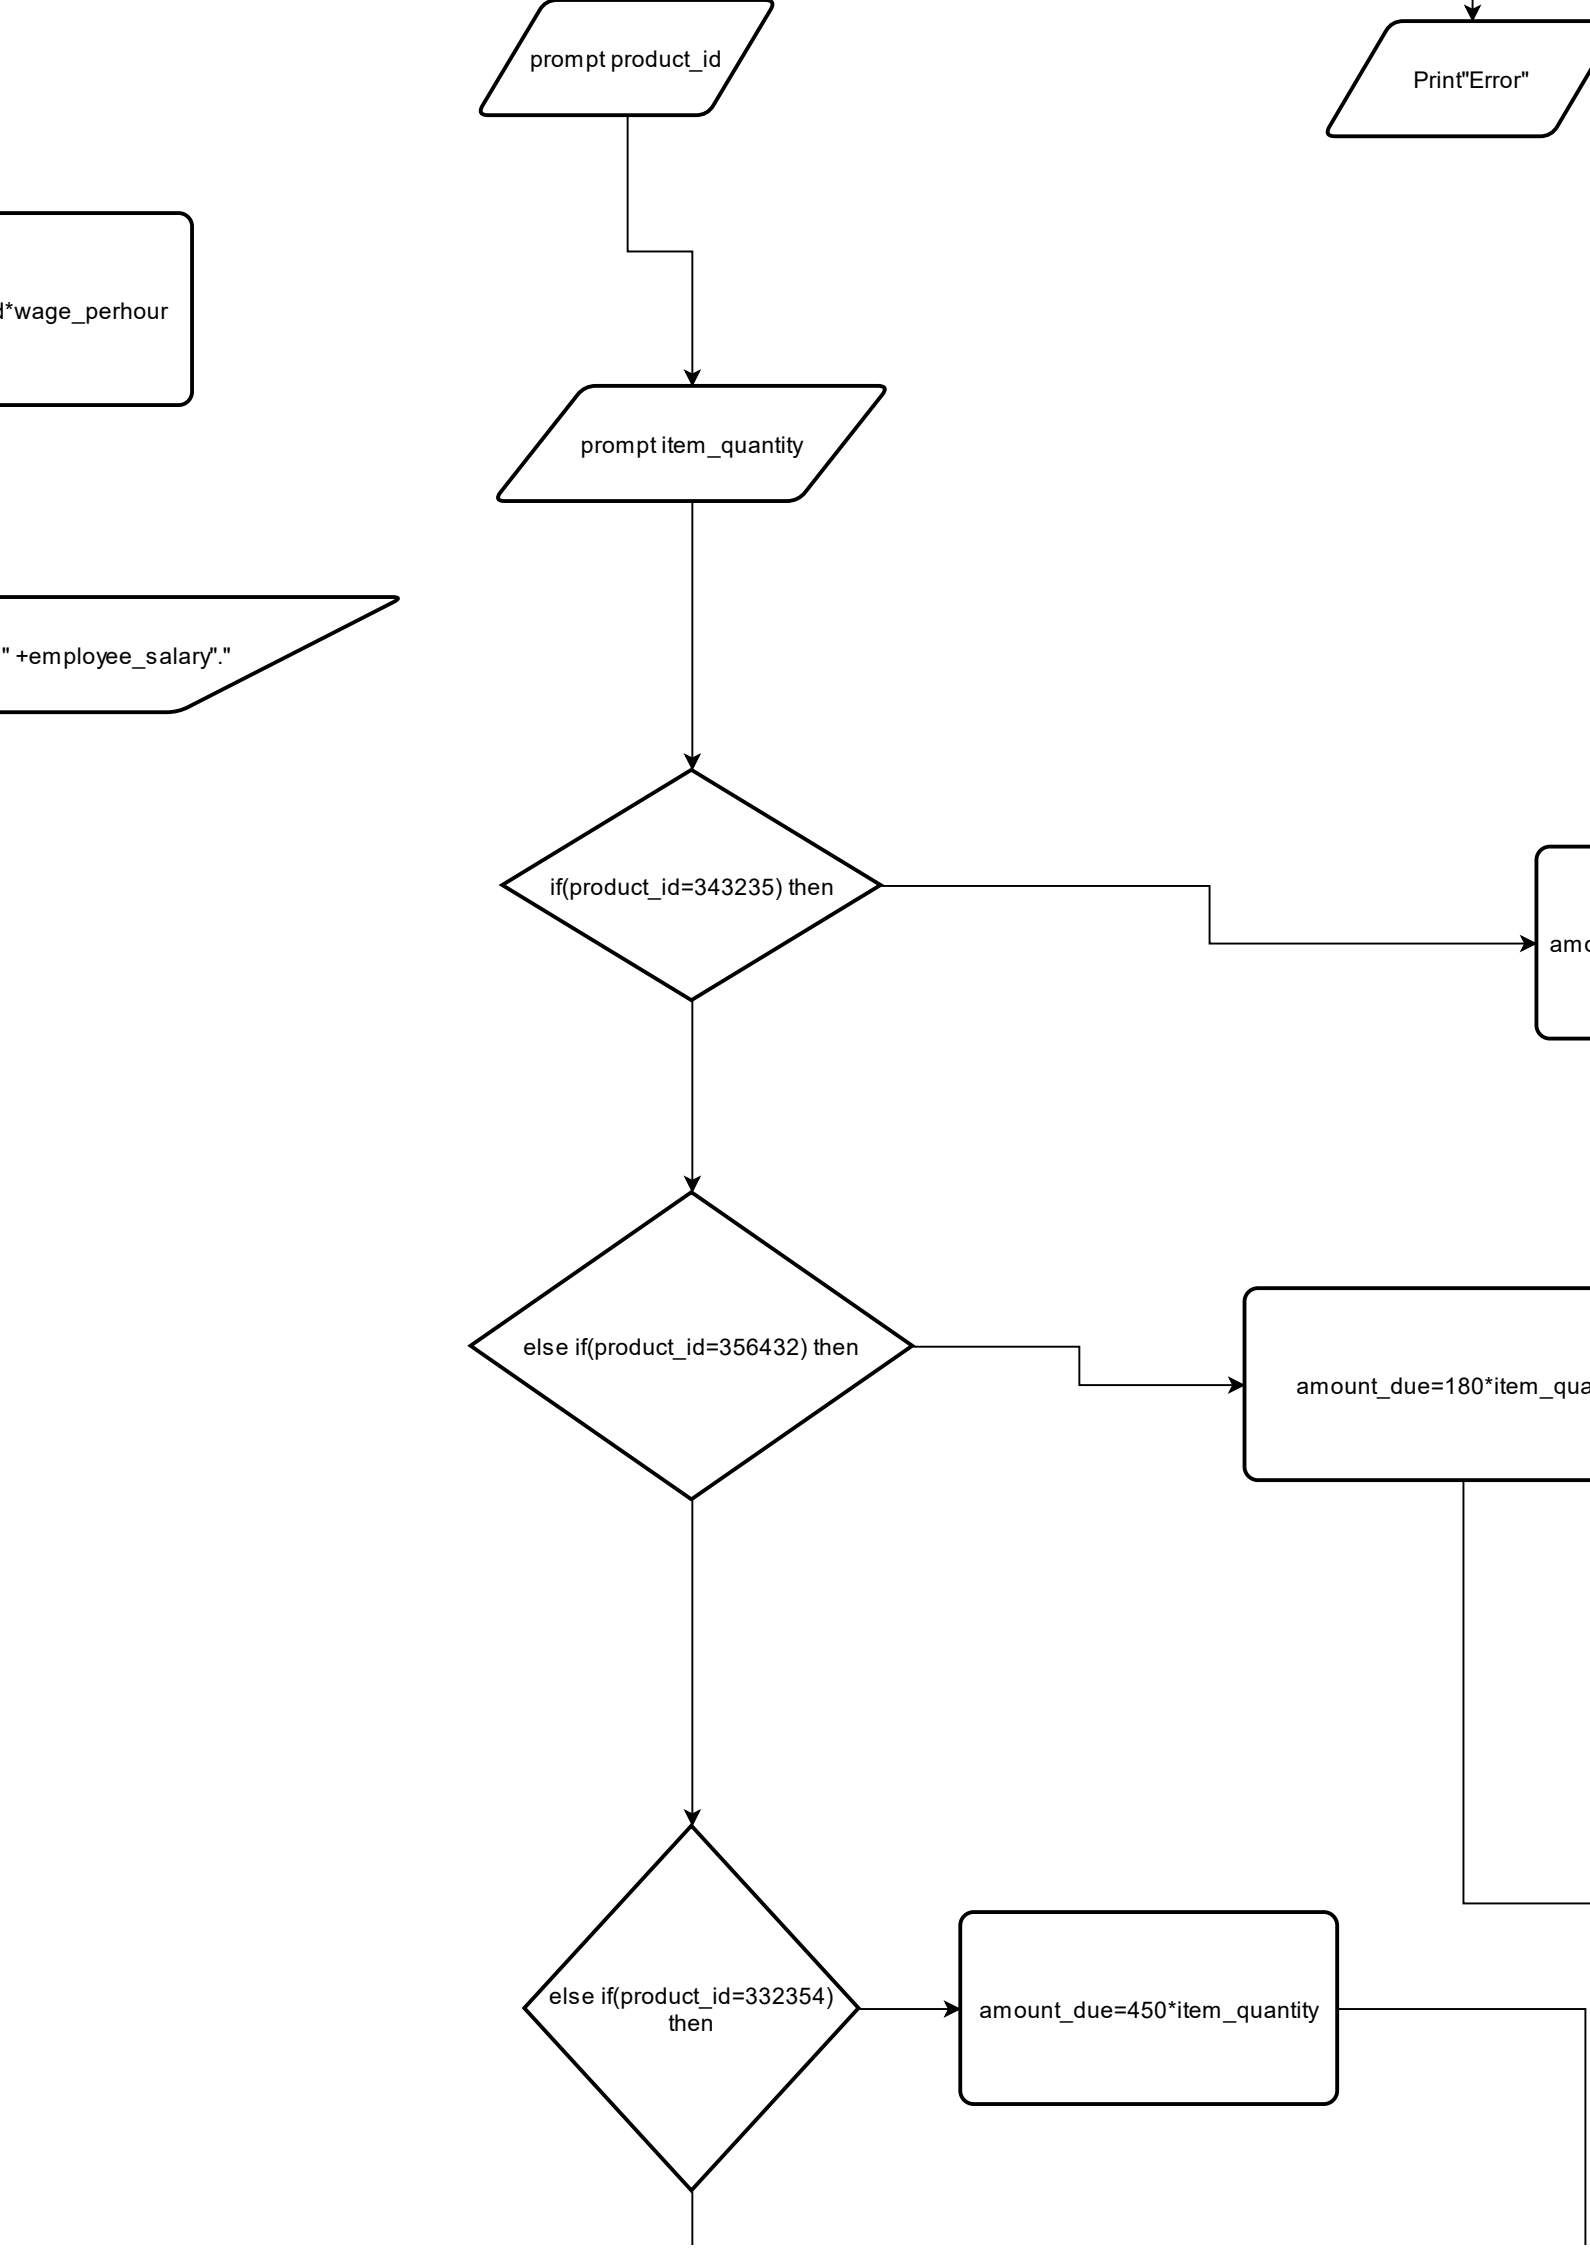 prompt product_id
Print"Error"
*wage_perhour
prompt item_quantity
" +employee_salary"."
if(product_id=343235) then
else if(product_id=356432) then
amount_due=180*item_qua
else if(product_id=332354)
then
amount_due=450*item_quantity